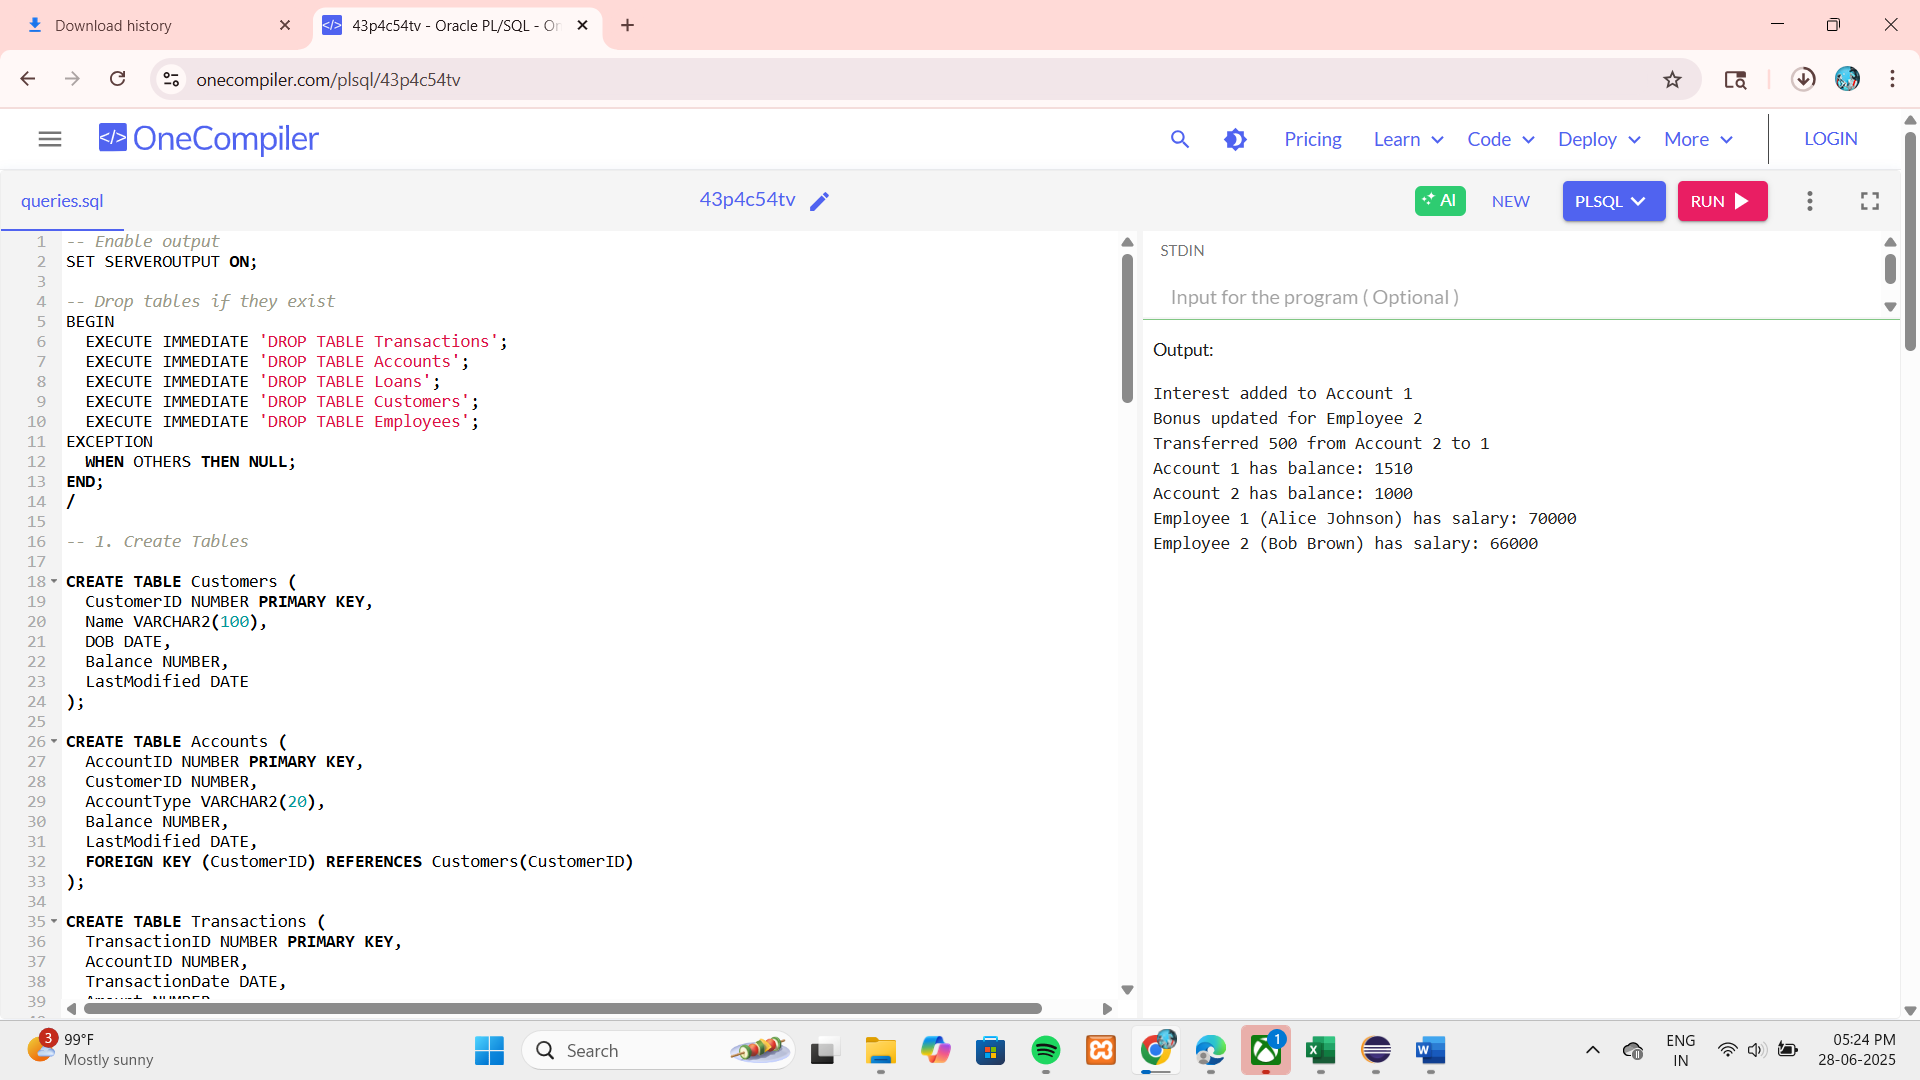 Download history
43p4c54tv - Oracle PL/SQL - On
onecompiler.com/plsql/43p4c54tv
</> OneCompiler
Pricing
Learn
Code
Deploy
More
LOGIN
queries.sql
43p4c54tv
AI
NEW
PLSQL
RUN
1 -- Enable output
2 SET SERVEROUTPUT ON;
3
4 -- Drop tables if they exist
5 BEGIN
6 EXECUTE IMMEDIATE 'DROP TABLE Transactions';
7 EXECUTE IMMEDIATE 'DROP TABLE Accounts';
8 EXECUTE IMMEDIATE 'DROP TABLE Loans';
9 EXECUTE IMMEDIATE 'DROP TABLE Customers';
10 EXECUTE IMMEDIATE 'DROP TABLE Employees';
11 EXCEPTION
12 WHEN OTHERS THEN NULL;
13 END;
14 /
15
16 -- 1. Create Tables
17
18 CREATE TABLE Customers (
19 CustomerID NUMBER PRIMARY KEY,
20 Name VARCHAR2(100),
21 DOB DATE,
22 Balance NUMBER,
23 LastModified DATE
24 );
25
26 CREATE TABLE Accounts (
27 AccountID NUMBER PRIMARY KEY,
28 CustomerID NUMBER,
29 AccountType VARCHAR2(20),
30 Balance NUMBER,
31 LastModified DATE,
32 FOREIGN KEY (CustomerID) REFERENCES Customers(CustomerID)
33 );
34
35 CREATE TABLE Transactions (
36 TransactionID NUMBER PRIMARY KEY,
37 AccountID NUMBER,
38 TransactionDate DATE,
39 Amount NUMBER
STDIN
Input for the program ( Optional )
Output:
Interest added to Account 1
Bonus updated for Employee 2
Transferred 500 from Account 2 to 1
Account 1 has balance: 1510
Account 2 has balance: 1000
Employee 1 (Alice Johnson) has salary: 70000
Employee 2 (Bob Brown) has salary: 66000
3
99°F
Mostly sunny
Search
1
ENG
IN
05:24 PM
28-06-2025